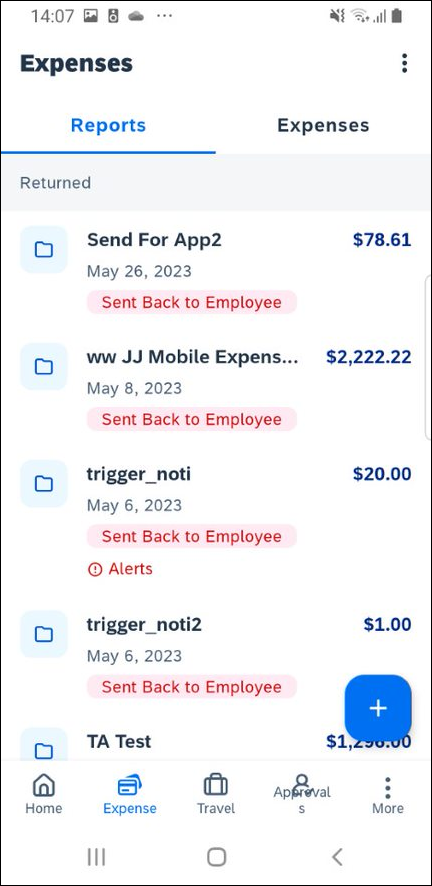 14:07
Expenses
Reports
Expenses
Returned
Send For App2
$78.61
May 26, 2023
Sent Back to Employee
ww JJ Mobile Expens...
$2,222.22
May 8, 2023
Sent Back to Employee
trigger_noti
$20.00
May 6, 2023
Sent Back to Employee
Alerts
trigger_noti2
$1.00
May 6, 2023
Sent Back to Employee
TA Test
$1,296.00
Home
Expense
Travel
Approval
s
More